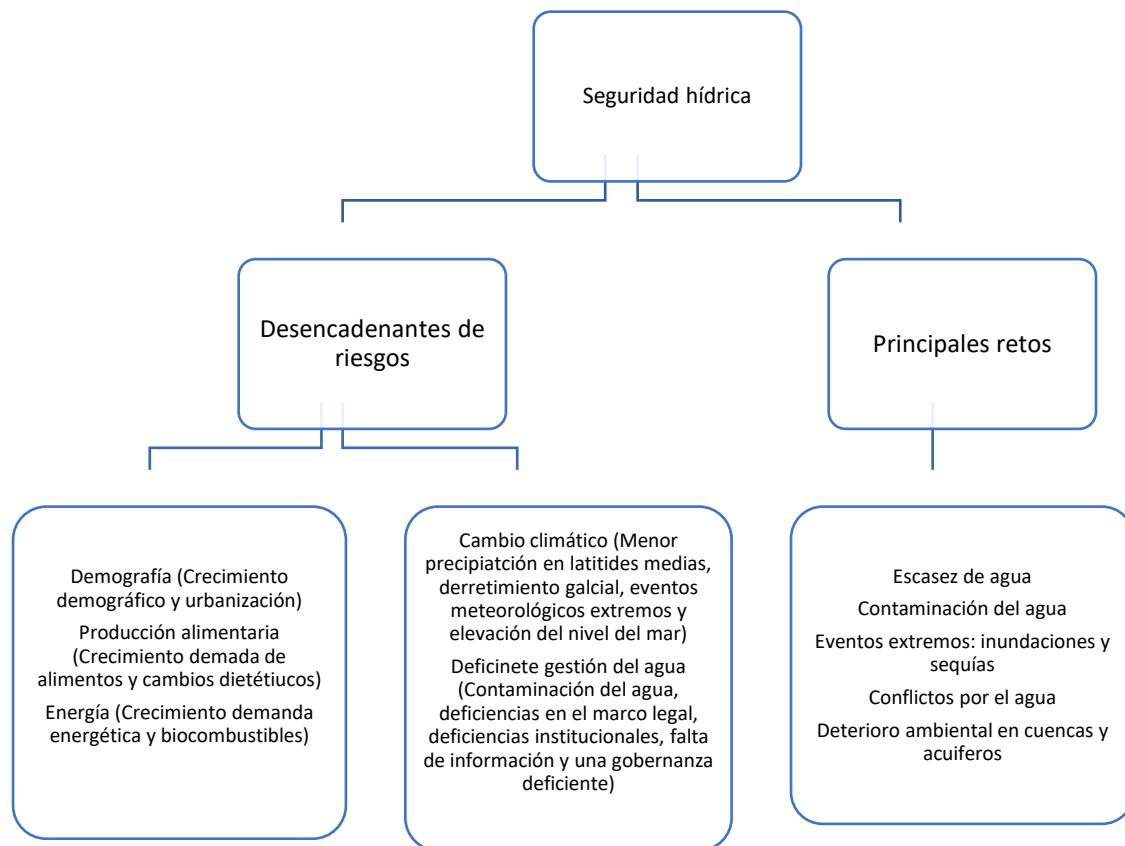 Seguridad hídrica
Desencadenantes de
riesgos
Principales retos
Demografía (Crecimiento
demográfico y urbanización)
Producción alimentaria
(Crecimiento demada de
alimentos y cambios dietétiucos)
Energía (Crecimiento demanda
energética y biocombustibles)
Cambio climático (Menor
precipiatción en latitides medias,
derretimiento galcial, eventos
meteorológicos extremos y
elevación del nivel del mar)
Deficinete gestión del agua
(Contaminación del agua,
deficiencias en el marco legal,
deficiencias institucionales, falta
de información y una gobernanza
deficiente)
Escasez de agua
Contaminación del agua
Eventos extremos: inundaciones y
sequías
Conflictos por el agua
Deterioro ambiental en cuencas y
acuiferos